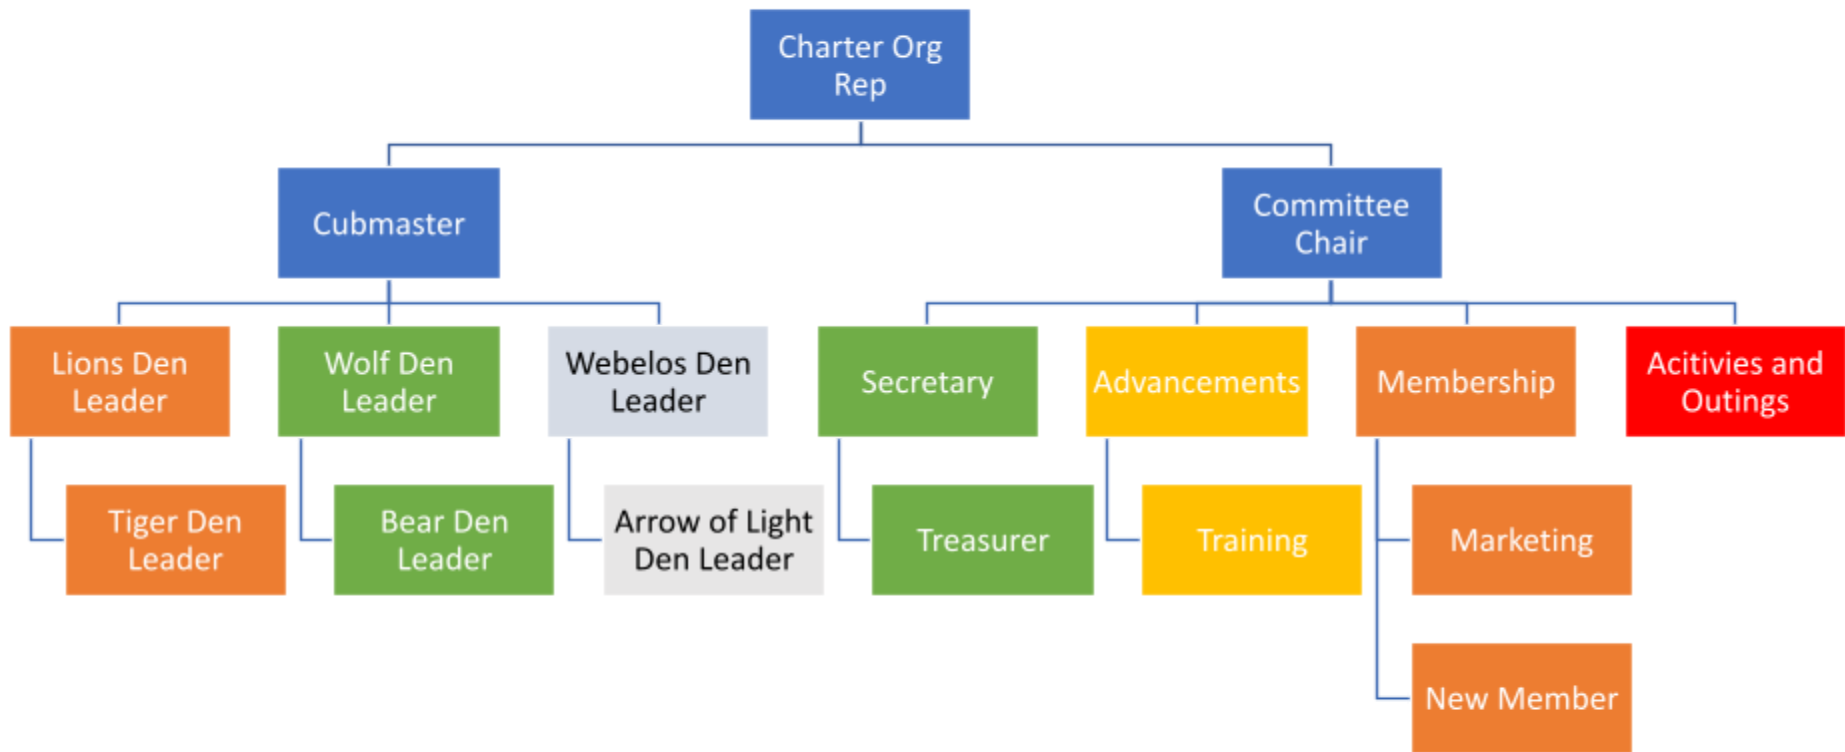 Charter Org
Rep
Cubmaster
Committee
Chair
Lions Den
Leader
Wolf Den
Leader
Webelos Den
Leader
Secretary
Advancements
Membership
Acitivies and
Outings
Tiger Den
Leader
Bear Den
Leader
Arrow of Light
Den Leader
Treasurer
Training
Marketing
New Member